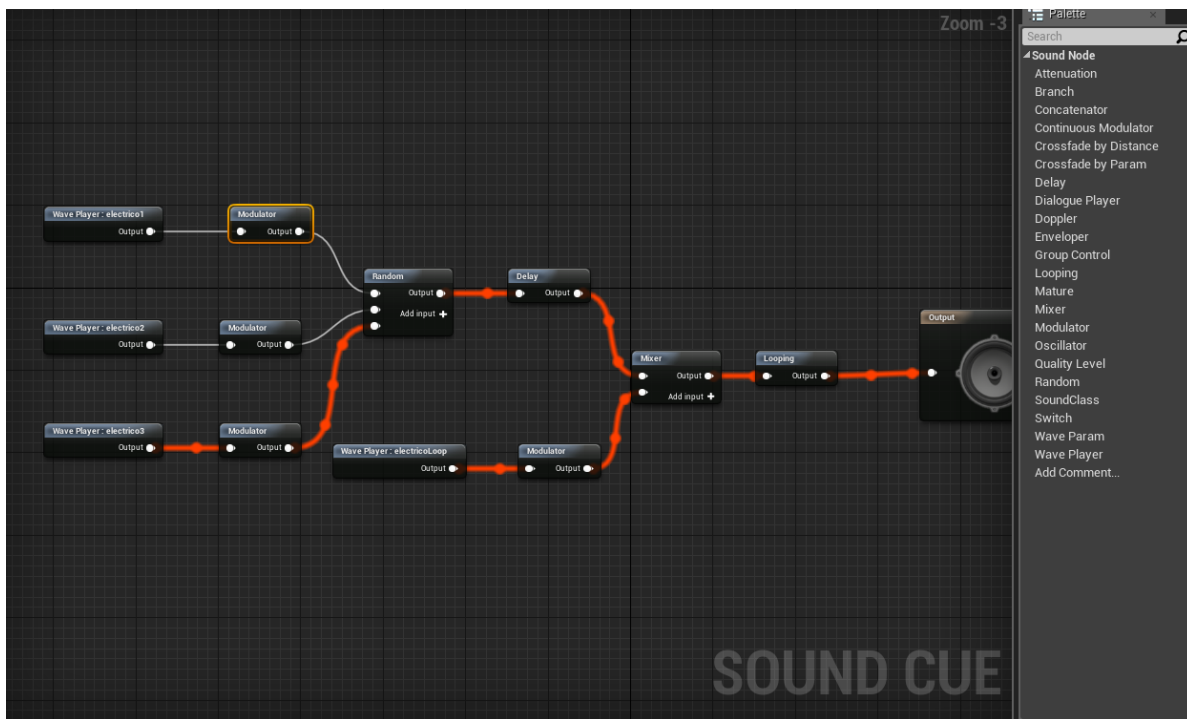 Zoom -3
Palette
Search
Sound Node
Attenuation
Branch
Concatenator
Continuous Modulator
Crossfade by Distance
Crossfade by Param
Delay
Dialogue Player
Doppler
Enveloper
Group Control
Looping
Mature
Mixer
Modulator
Oscillator
Quality Level
Random
SoundClass
Switch
Wave Param
Wave Player
Add Comment...
Wave Player : electrico1
Output
Modulator
Output
Random
Output
Add input
Delay
Output
Wave Player : electrico2
Output
Modulator
Output
Mixer
Output
Add input
Looping
Output
Output
Wave Player : electrico3
Output
Modulator
Output
Wave Player : electricoLoop
Output
Modulator
Output
SOUND CUE